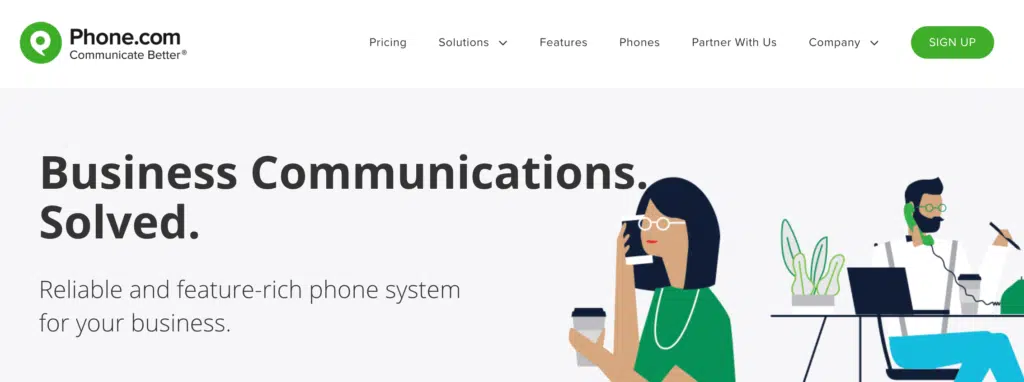 Phone.com
Communicate Better®
Pricing
Solutions
Features
Phones
Partner With Us
Company
SIGN UP
Business Communications.
Solved.
Reliable and feature-rich phone system
for your business.